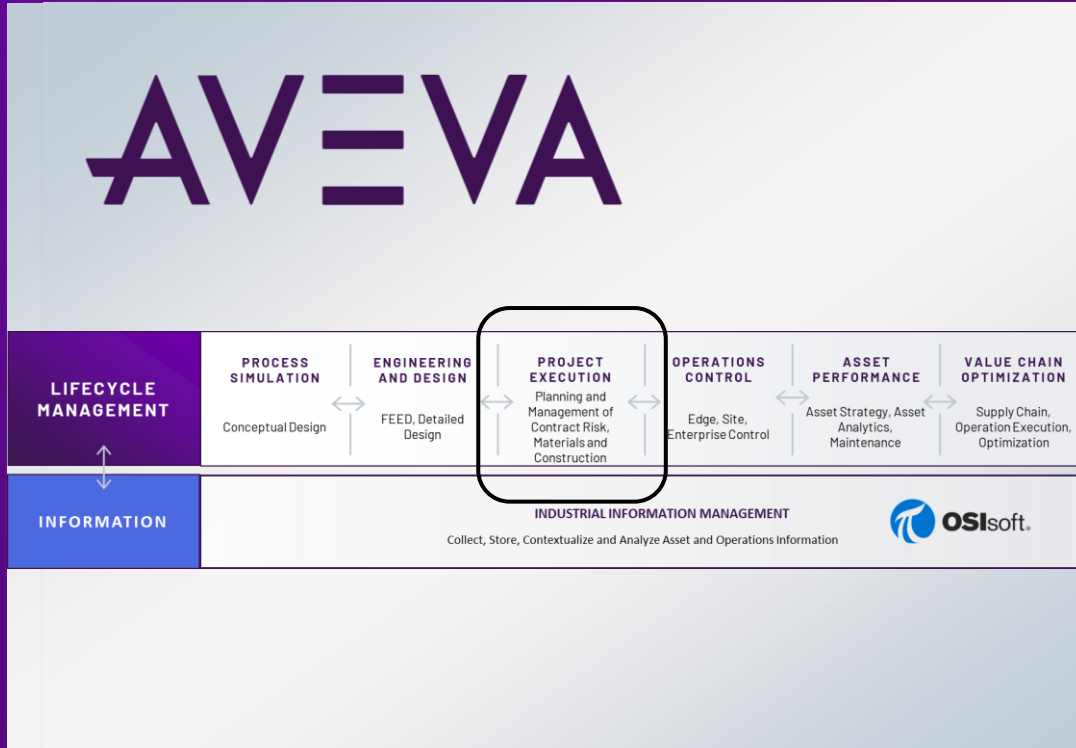 AVEVA
LIFECYCLE
MANAGEMENT
PROCESS
SIMULATION
Conceptual Design
ENGINEERING
AND DESIGN
FEED, Detailed
Design
PROJECT
EXECUTION
Planning and
Management of
Contract Risk,
Materials and
Construction
OPERATIONS
CONTROL
Edge, Site,
Enterprise Control
ASSET
PERFORMANCE
Asset Strategy, Asset
Analytics,
Maintenance
VALUE CHAIN
OPTIMIZATION
Supply Chain,
Operation Execution,
Optimization
INFORMATION
INDUSTRIAL INFORMATION MANAGEMENT
Collect, Store, Contextualize and Analyze Asset and Operations Information
OSIsoft.